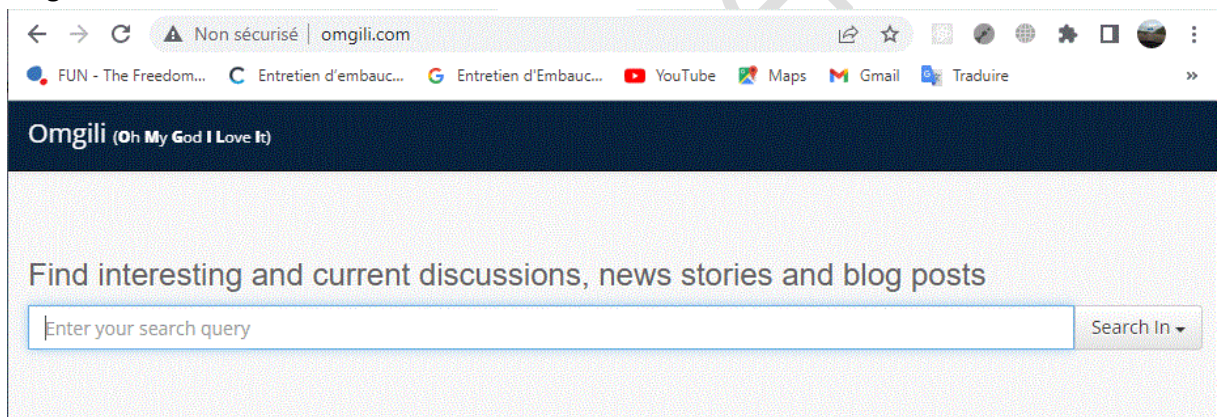 Non sécurisé | omgili.com
FUN - The Freedom... Entretien d'embauc... Entretien d'Embauc... YouTube Maps Gmail Traduire »
Omgili (Oh My God I Love It)
Find interesting and current discussions, news stories and blog posts
Enter your search query Search In